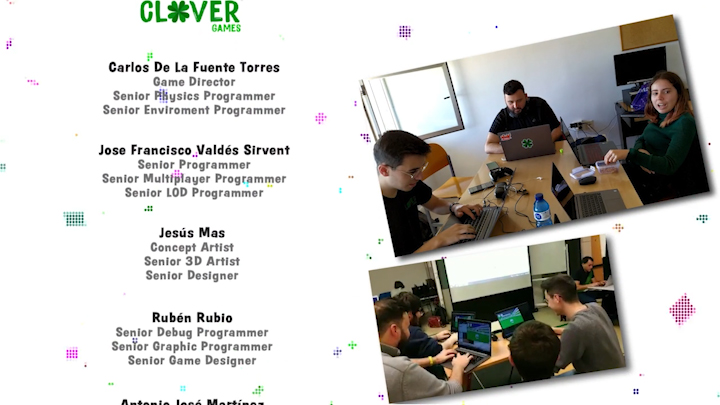 CLOVER
GAMES
Carlos De La Fuente Torres
Game Director
Senior Physics Programmer
Senior Enviroment Programmer
Jose Francisco Valdés Sirvent
Senior Programmer
Senior Multiplayer Programmer
Senior LOD Programmer
Jesús Mas
Concept Artist
Senior 3D Artist
Senior Designer
Rubén Rubio
Senior Debug Programmer
Senior Graphic Programmer
Senior Game Designer
Antonio José Martínez